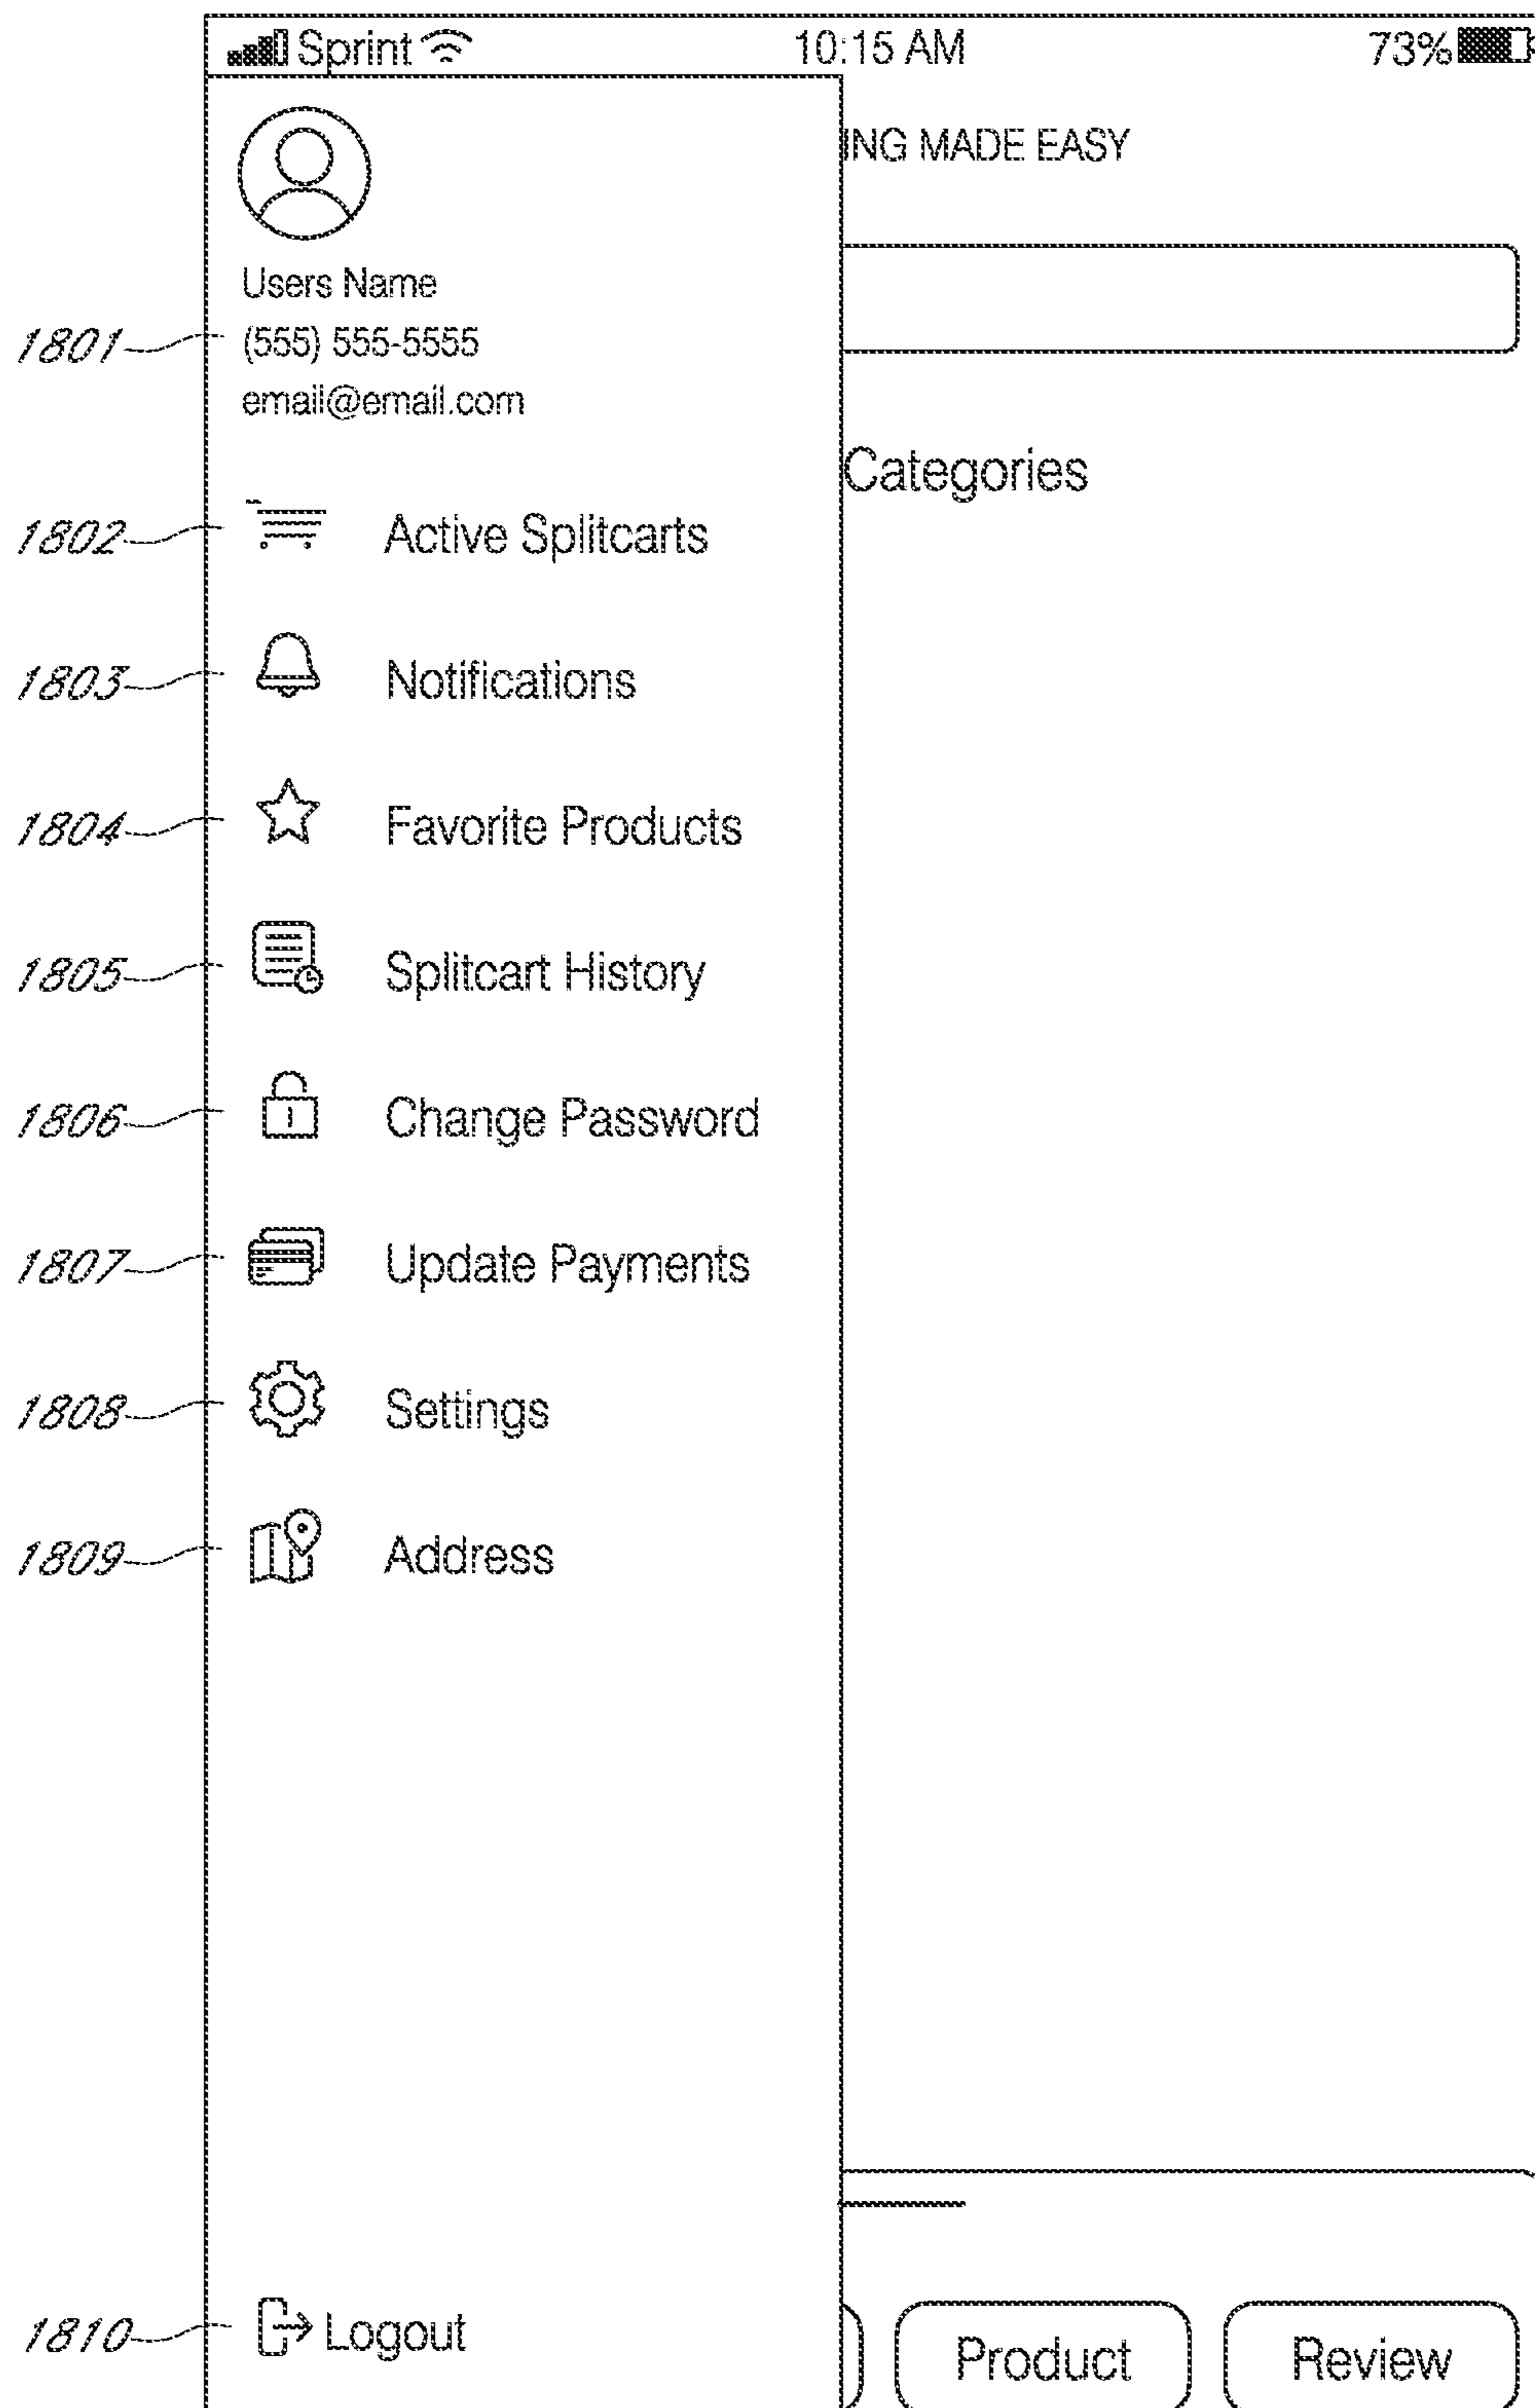 Sprint 10:15 AM 73%
ING MADE EASY
Users Name
1801 (555) 555-5555
email@email.com
Categories
1802 Active Splitcarts
1803 Notifications
1804 Favorite Products
1805 Splitcart History
1806 Change Password
1807 Update Payments
1808 Settings
1809 Address
1810 Logout
Product Review